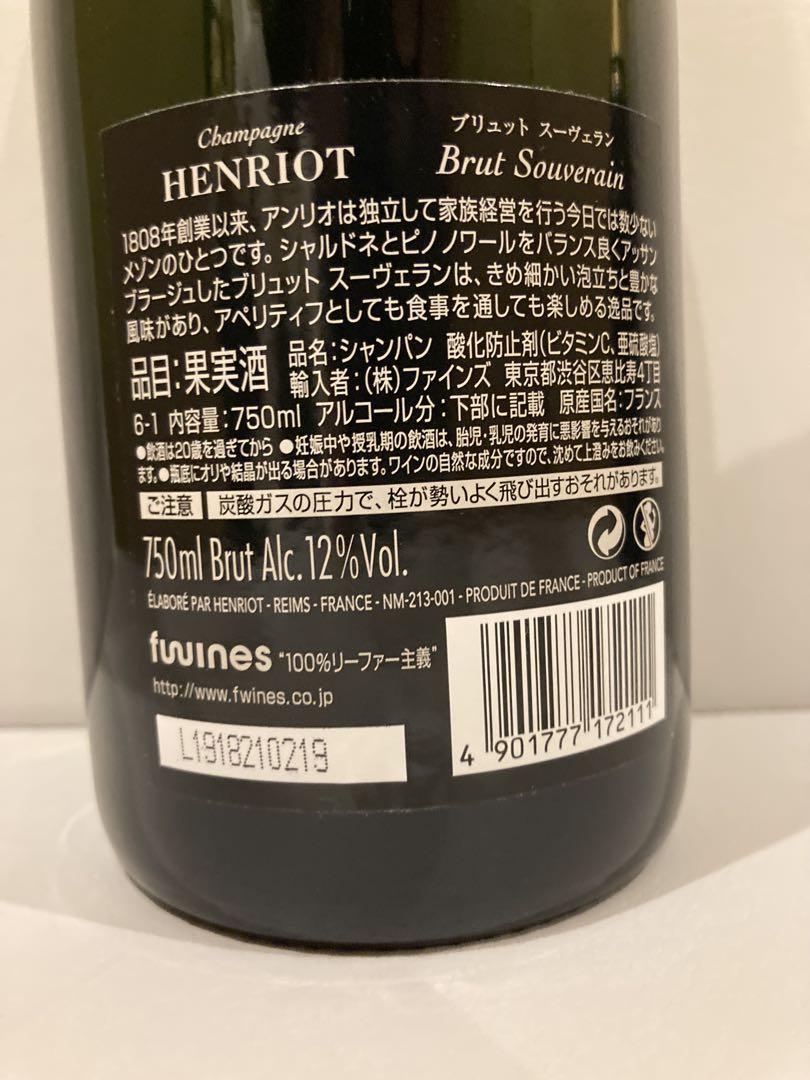 Champagne
HENRIOT
ブリュット スーヴェラン
Brut Souverain
1808年創業以来、アンリオは独立して家族経営を行う今日では数少ない
メゾンのひとつです。シャルドネとピノ ノワールをバランス良くアッサン
ブラージュしたブリュット スーヴェランは、きめ細かい泡立ちと豊かな
風味があり、アペリティフとしても食事を通しても楽しめる逸品です。
品目:果実酒 品名:シャンパン 酸化防止剤(ビタミンC、亜硫酸塩)
輸入者:(株)ファインズ 東京都渋谷区恵比寿4丁目
6-1 内容量:750ml アルコール分:下部に記載 原産国名:フランス
●飲酒は20歳を過ぎてから ●妊娠中や授乳期の飲酒は、胎児・乳児の発育に悪影響を与えるおそれがあり
ます。●瓶底にオリや結晶が出る場合があります。ワインの自然な成分ですので、沈めて上澄みをお飲みください。
ご注意 炭酸ガスの圧力で、栓が勢いよく飛び出すおそれがあります。
750ml Brut Alc.12%Vol.
ÉLABORÉ PAR HENRIOT - REIMS - FRANCE - NM-213-001 - PRODUIT DE FRANCE - PRODUCT OF FRANCE
fwines "100%リーファー主義"
http://www.fwines.co.jp
L1918210219
4 901777 172111